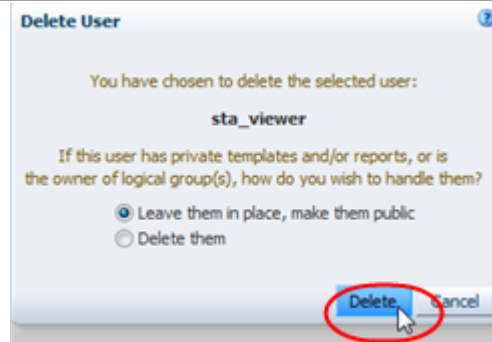 Delete User
You have chosen to delete the selected user:
sta_viewer
If this user has private templates and/or reports, or is
the owner of logical group(s), how do you wish to handle them?
Leave them in place, make them public
Delete them
Delete Cancel